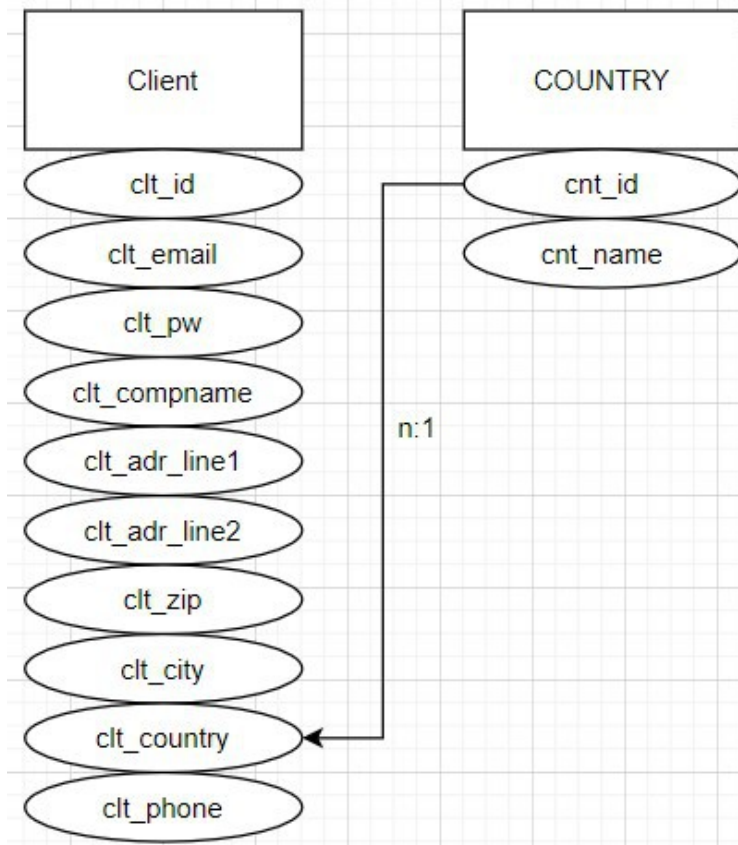 Client
clt_id
clt_email
clt_pw
clt_compname
clt_adr_line1
clt_adr_line2
clt_zip
clt_city
clt_country
clt_phone
COUNTRY
cnt_id
cnt_name
n:1